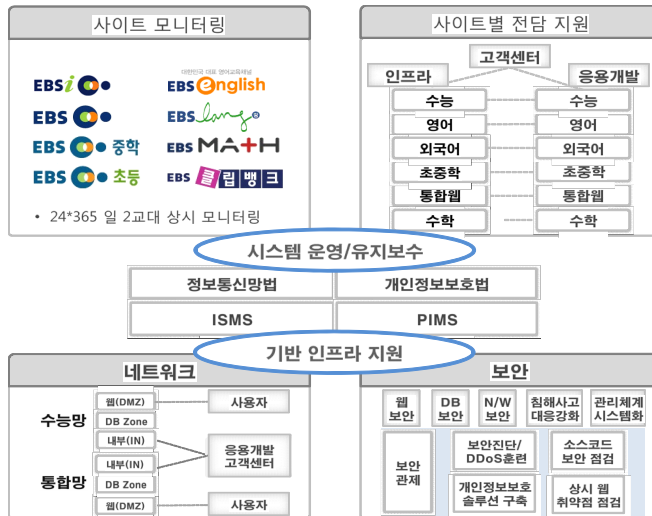 사이트 모니터링
EBSi
대한민국 대표 영어교육채널
EBS english
EBS
EBS lang
EBS 중학
EBS MATH
EBS 초등
EBS 클립뱅크
• 24*365 일 2교대 상시 모니터링
사이트별 전담 지원
고객센터
인프라
응용개발
수능
수능
영어
영어
외국어
외국어
초중학
초중학
통합웹
통합웹
수학
수학
시스템 운영/유지보수
정보통신망법
개인정보보호법
ISMS
PIMS
기반 인프라 지원
네트워크
수능망
웹(DMZ)
DB Zone
내부(IN)
통합망
내부(IN)
DB Zone
웹(DMZ)
사용자
응용개발
고객센터
사용자
보안
웹
보안
DB
보안
N/W
보안
침해사고
대응강화
관리체계
시스템화
보안
관제
보안진단/
DDoS훈련
소스코드
보안 점검
개인정보보호
솔루션 구축
상시 웹
취약점 점검